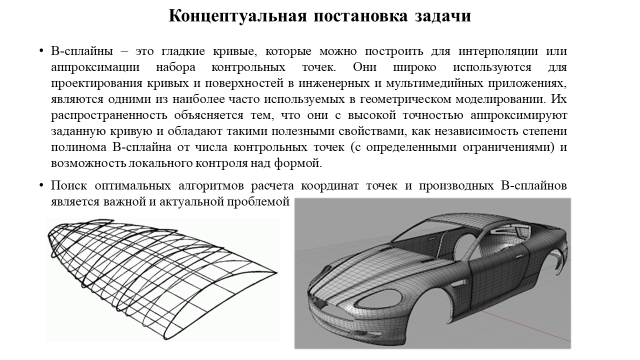 Концептуальная постановка задачи
• В-сплайны – это гладкие кривые, которые можно построить для интерполяции или
аппроксимации набора контрольных точек. Они широко используются для
проектирования кривых и поверхностей в инженерных и мультимедийных приложениях,
являются одними из наиболее часто используемых в геометрическом моделировании. Их
распространенность объясняется тем, что они с высокой точностью аппроксимируют
заданную кривую и обладают такими полезными свойствами, как независимость степени
полинома В-сплайна от числа контрольных точек (с определенными ограничениями) и
возможность локального контроля над формой.
• Поиск оптимальных алгоритмов расчета координат точек и производных В-сплайнов
является важной и актуальной проблемой